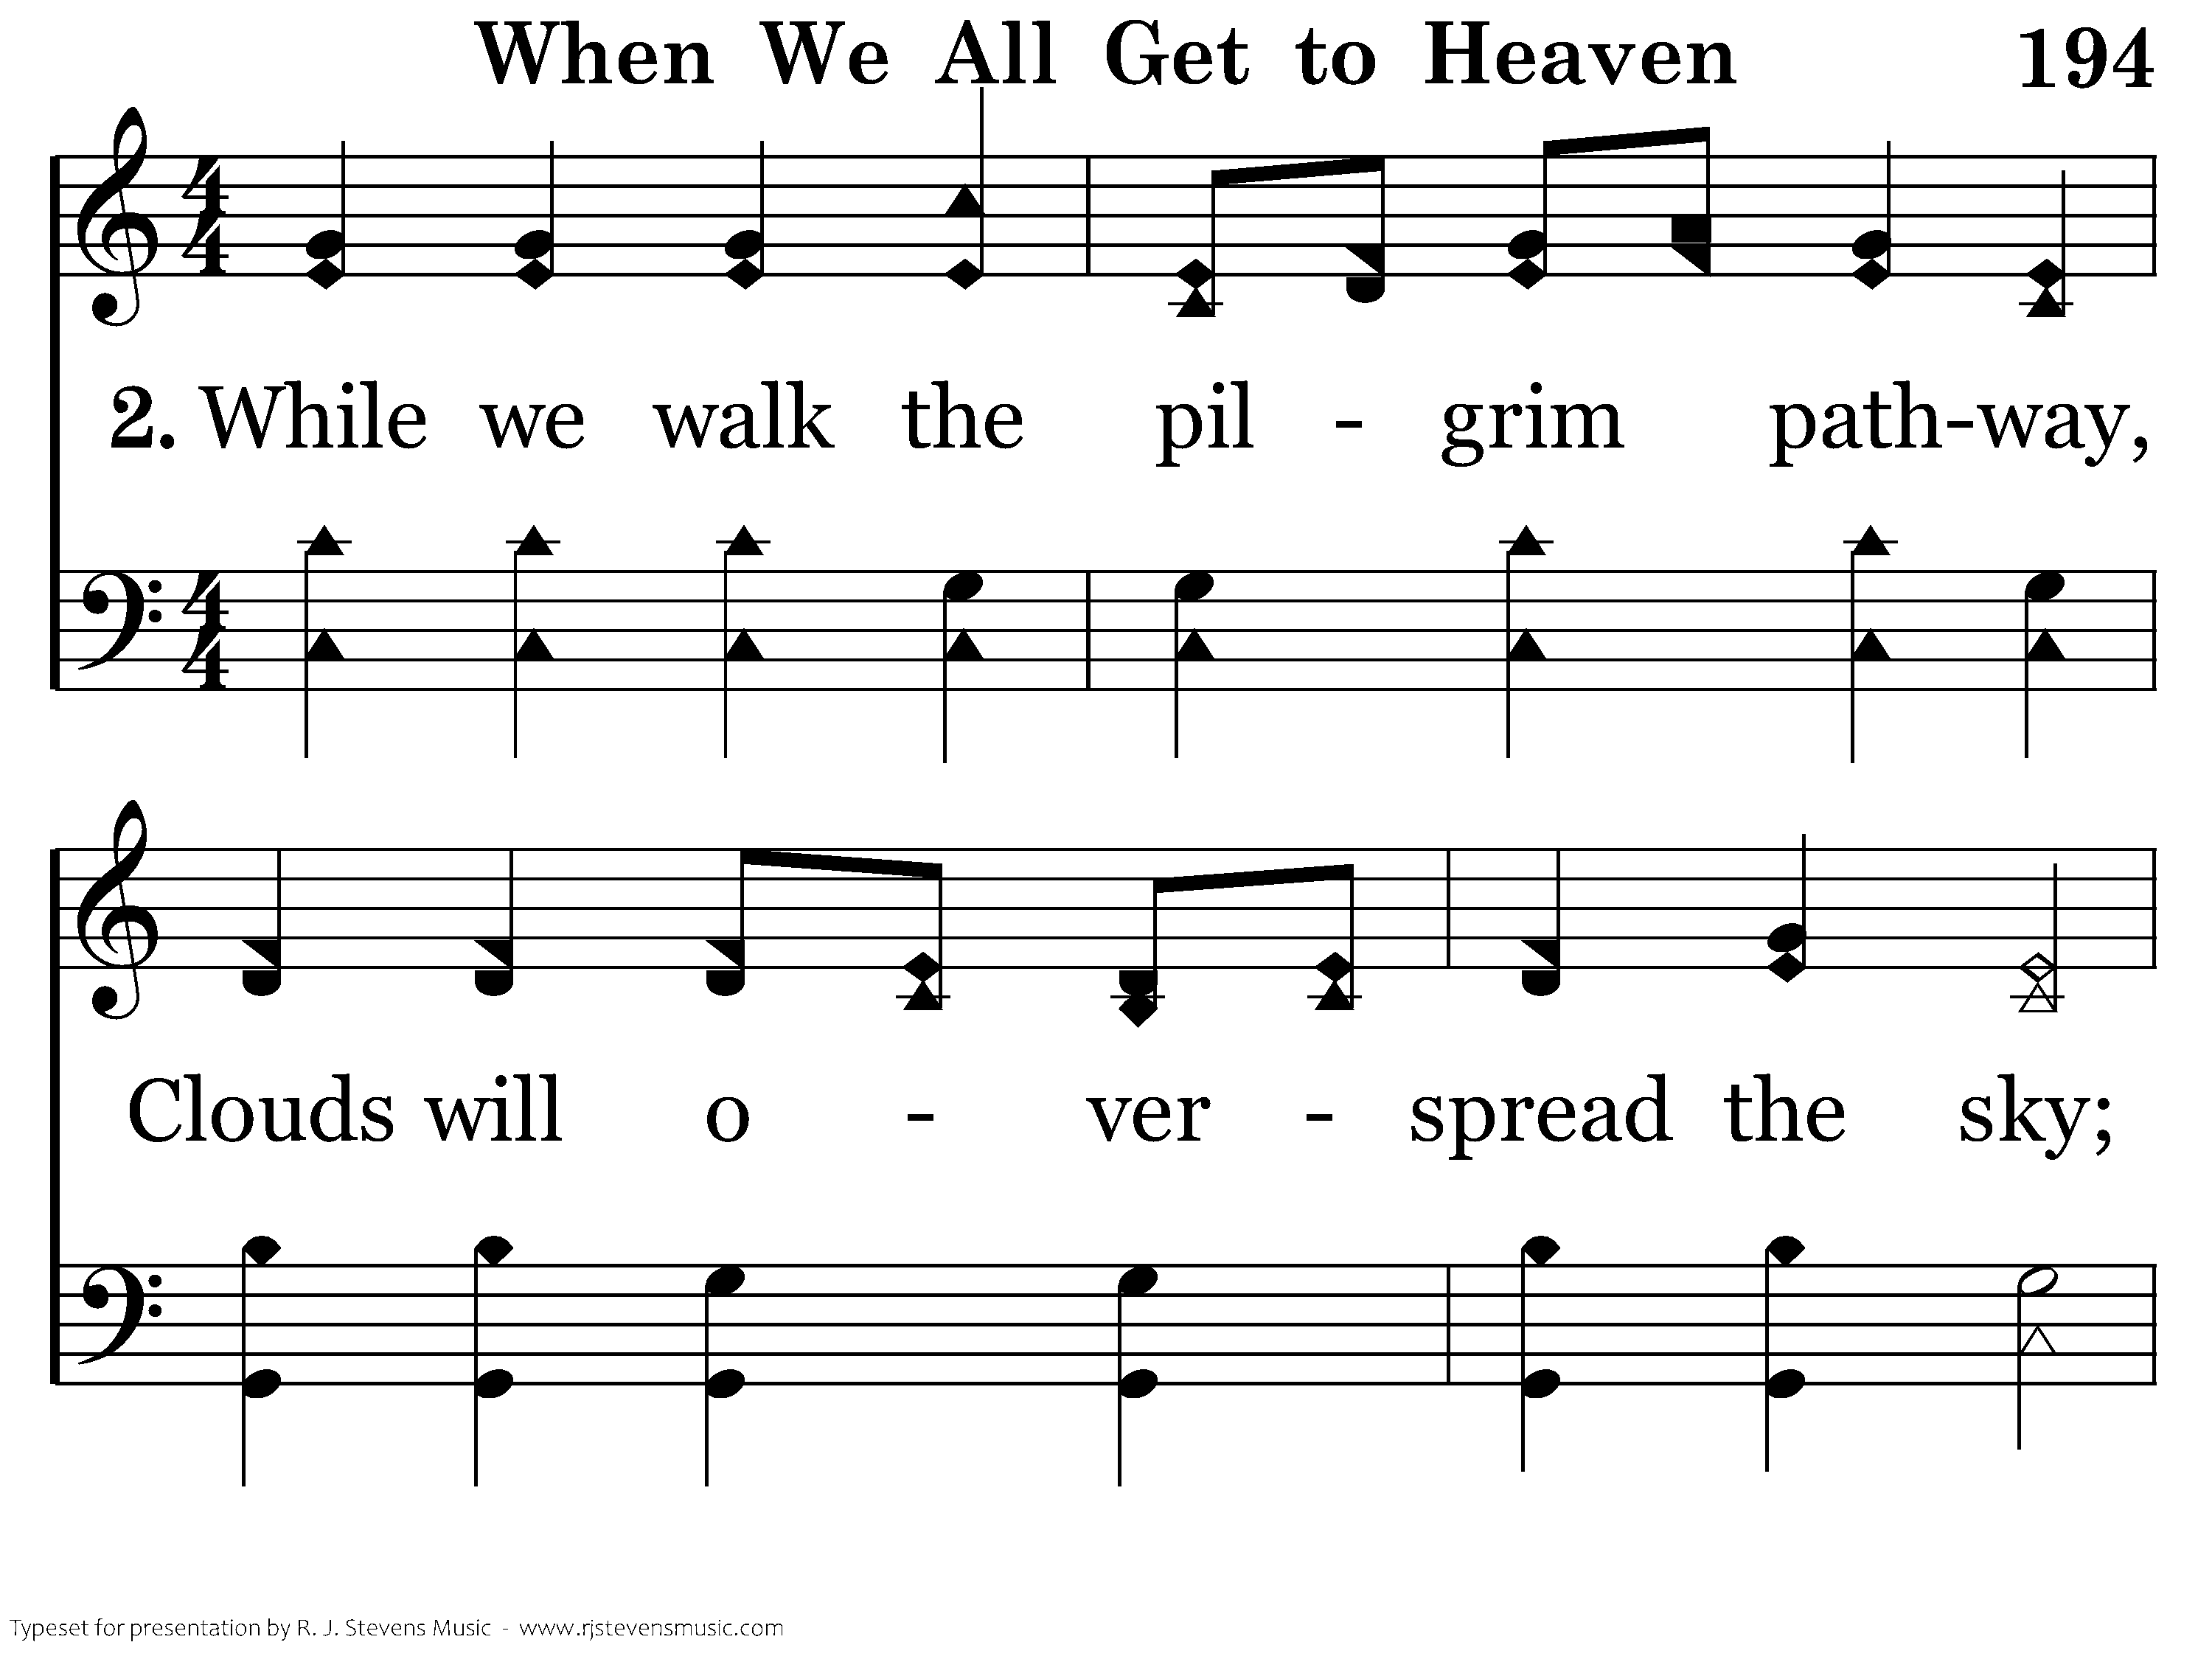 When We All Get to Heaven 194
2. While we walk the pil - grim path-way,
Clouds will o - ver - spread the sky;
Typeset for presentation by R. J. Stevens Music - www.rjstevensmusic.com